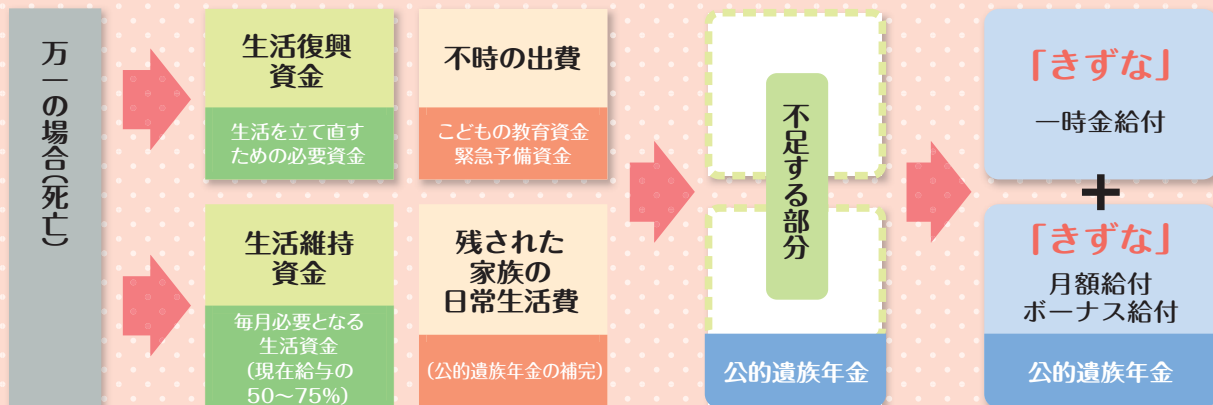 万一の場合(死亡)
生活復興
資金
生活を立て直す
ための必要資金
不時の出費
こどもの教育資金
緊急予備資金
生活維持
資金
毎月必要となる
生活資金
(現在給与の
50~75%)
残された
家族の
日常生活費
(公的遺族年金の補完)
不足する部分
公的遺族年金
「きずな」
一時金給付
+
「きずな」
月額給付
ボーナス給付
公的遺族年金